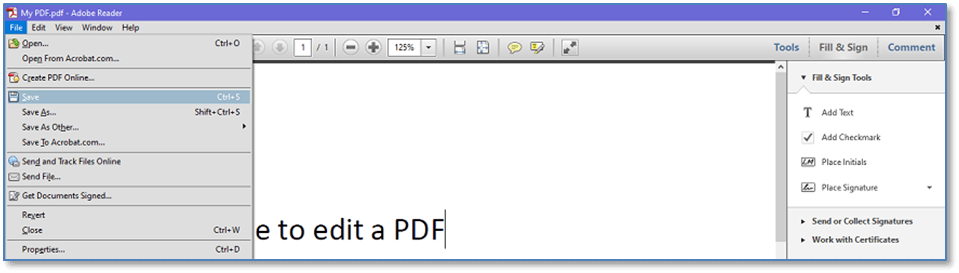 My PDF.pdf - Adobe Reader
File Edit View Window Help
Open... Ctrl+O
Open From Acrobat.com...
Create PDF Online...
Save Ctrl+S
Save As... Shift+Ctrl+S
Save As Other...
Save To Acrobat.com...
Send and Track Files Online
Send File...
Get Documents Signed...
Revert
Close Ctrl+W
Properties... Ctrl+D
1 / 1 125%
Tools Fill & Sign Comment
e to edit a PDF
Fill & Sign Tools
Add Text
Add Checkmark
Place Initials
Place Signature
Send or Collect Signatures
Work with Certificates